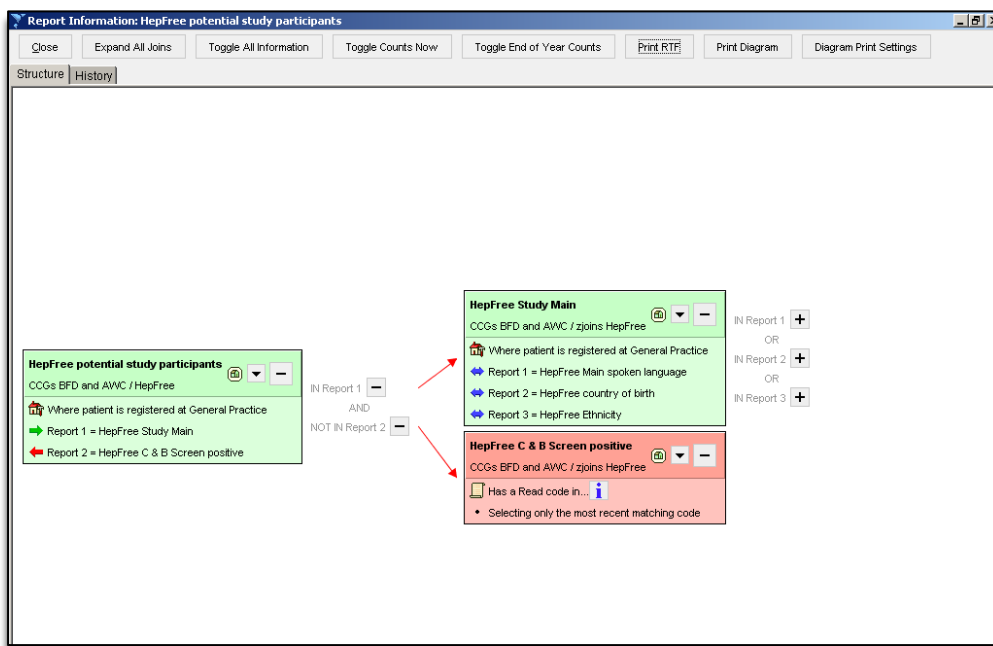 Report Information: HepFree potential study participants
Close Expand All Joins Toggle All Information Toggle Counts Now Toggle End of Year Counts Print RTF Print Diagram Diagram Print Settings
Structure History
HepFree potential study participants
CCGs BFD and AWC / HepFree
Where patient is registered at General Practice
Report 1 = HepFree Study Main
Report 2 = HepFree C & B Screen positive
IN Report 1
AND
NOT IN Report 2
HepFree Study Main
CCGs BFD and AWC / zjoins HepFree
Where patient is registered at General Practice
Report 1 = HepFree Main spoken language
Report 2 = HepFree country of birth
Report 3 = HepFree Ethnicity
IN Report 1
OR
IN Report 2
OR
IN Report 3
HepFree C & B Screen positive
CCGs BFD and AWC / zjoins HepFree
Has a Read code in... i
• Selecting only the most recent matching code